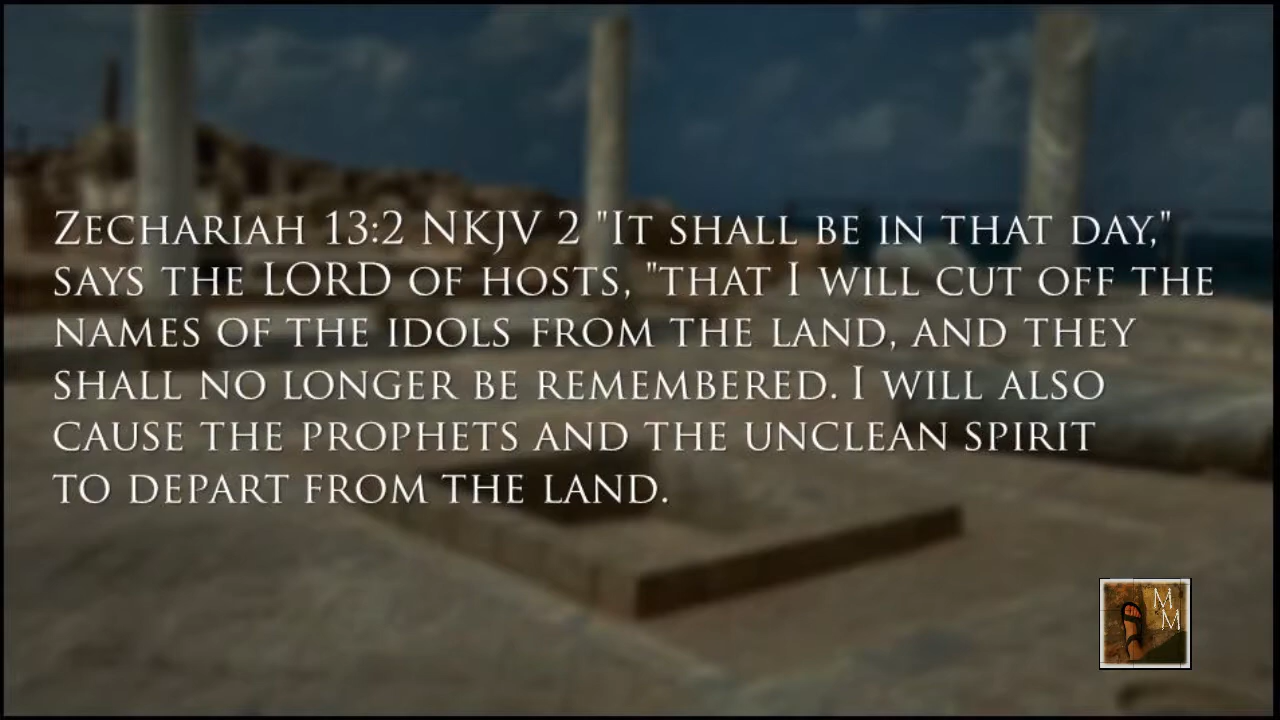 Zechariah 13:2 NKJV 2 "It shall be in that day,"
says the LORD of hosts, "that I will cut off the
names of the idols from the land, and they
shall no longer be remembered. I will also
cause the prophets and the unclean spirit
to depart from the land.
M
M